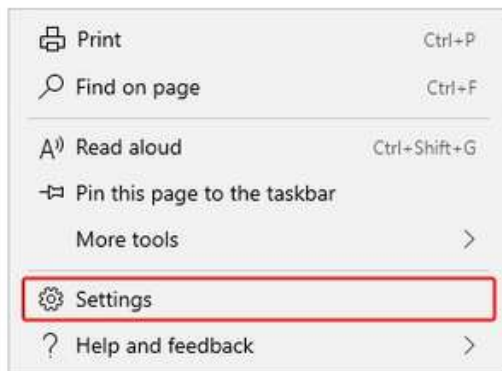 Print Ctrl+P
Find on page Ctrl+F
Read aloud Ctrl+Shift+G
Pin this page to the taskbar
More tools
Settings
Help and feedback